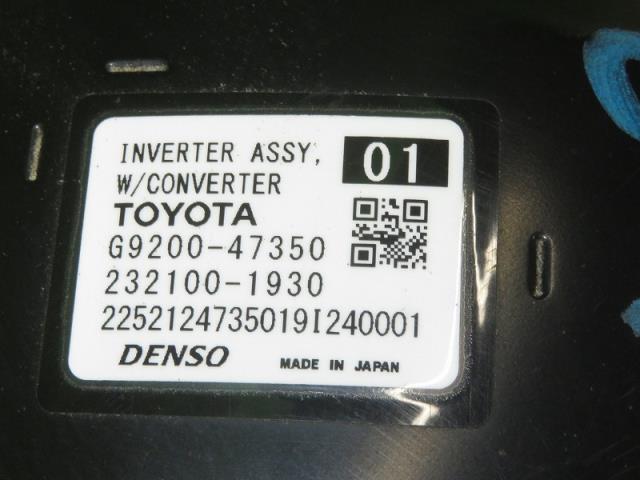 INVERTER ASSY,
W/CONVERTER
01
TOYOTA
G9200-47350
232100-1930
2252124735019I240001
DENSO MADE IN JAPAN